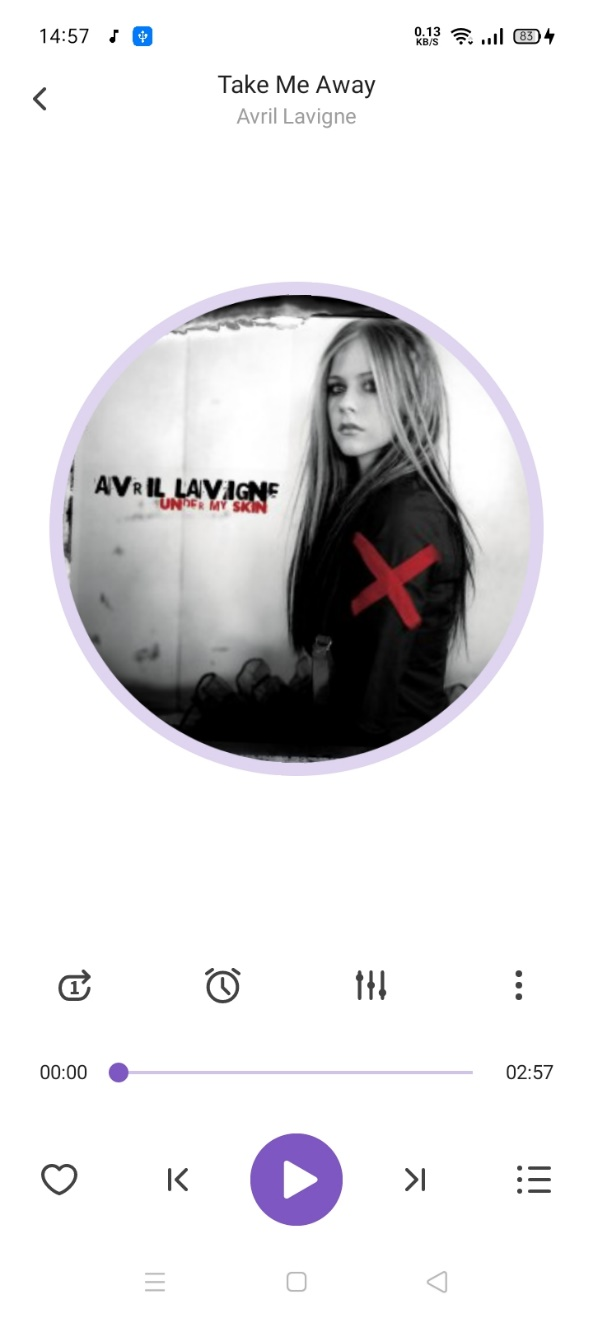 14:57
0.13
KB/S
83
Take Me Away
Avril Lavigne
AVRIL LAVIGNE
UNDER MY SKIN
1
00:00
02:57